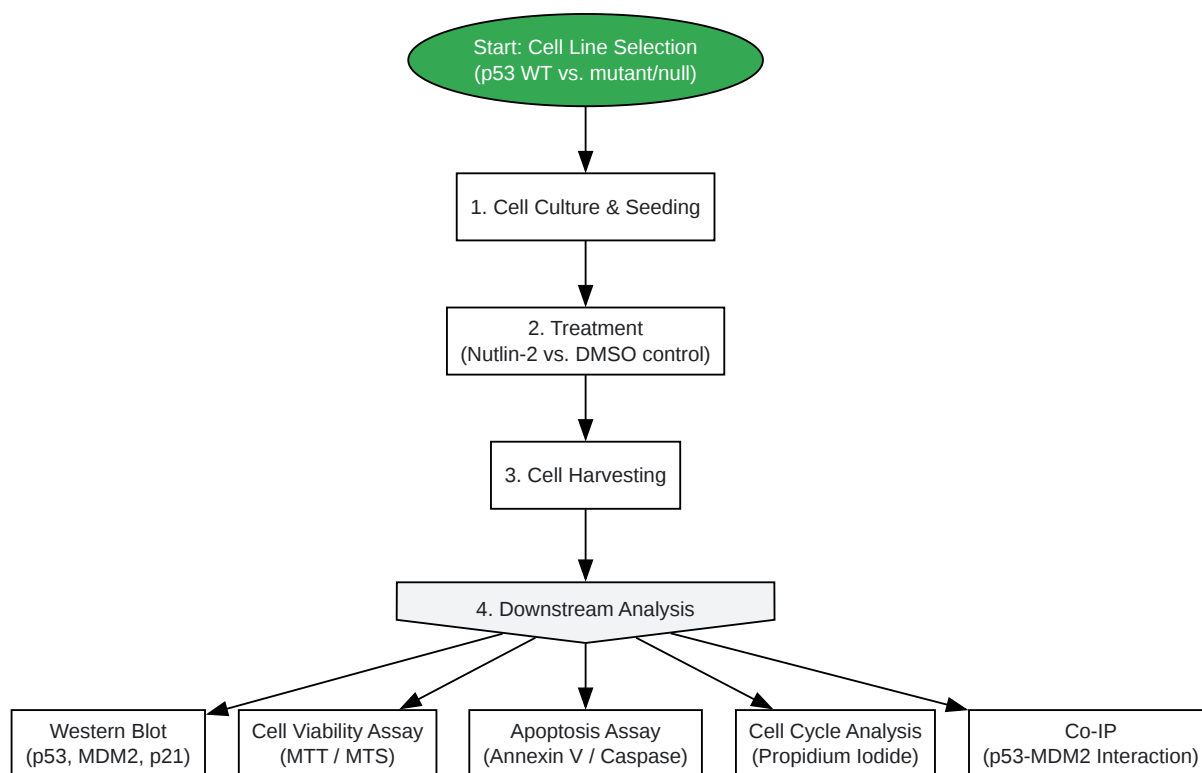 Start: Cell Line Selection
(p53 WT vs. mutant/null)
1. Cell Culture & Seeding
2. Treatment
(Nutlin-2 vs. DMSO control)
3. Cell Harvesting
4. Downstream Analysis
Western Blot
(p53, MDM2, p21)
Cell Viability Assay
(MTT / MTS)
Apoptosis Assay
(Annexin V / Caspase)
Cell Cycle Analysis
(Propidium Iodide)
Co-IP
(p53-MDM2 Interaction)